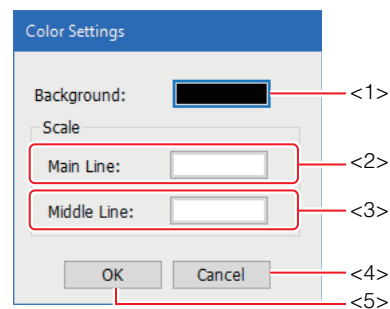 Color Settings
Background: <1>
Scale
Main Line: <2>
Middle Line: <3>
OK Cancel <4>
<5>